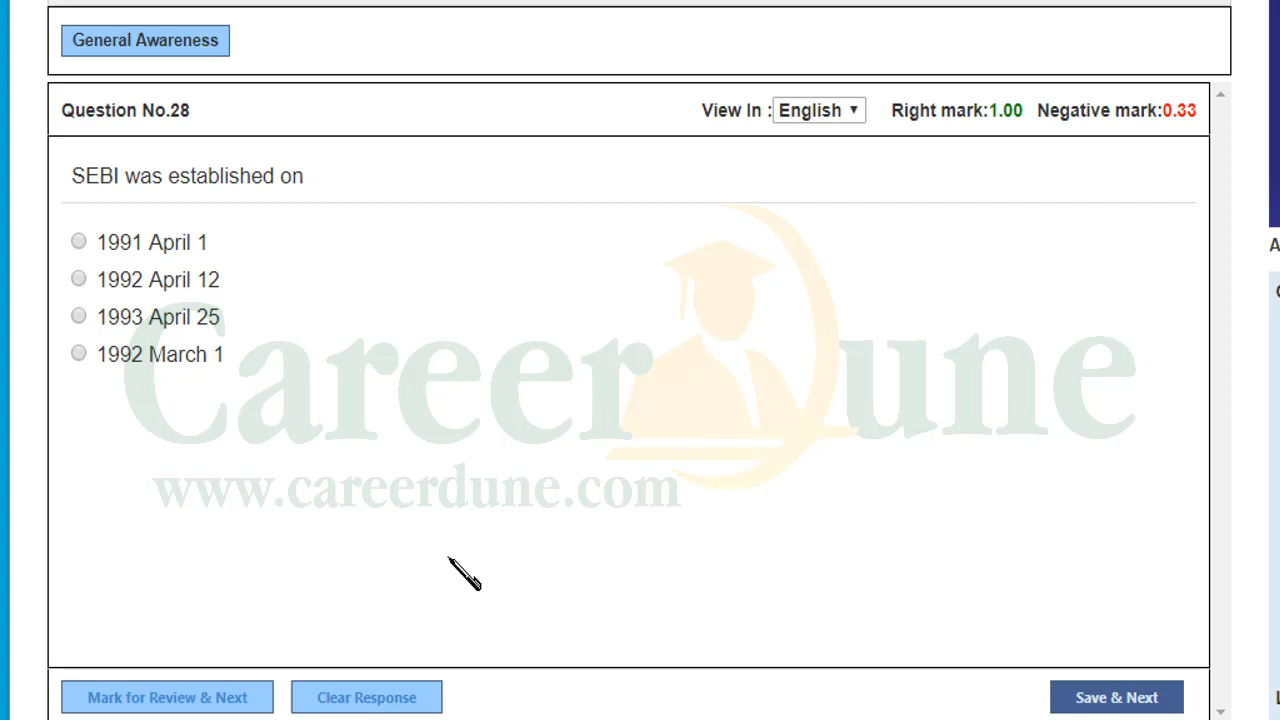 General Awareness
Question No.28
View In : English ▼ Right mark:1.00 Negative mark:0.33
SEBI was established on
1991 April 1
1992 April 12
1993 April 25
1992 March 1
CareerDune
www.careerdune.com
Mark for Review & Next
Clear Response
Save & Next
A